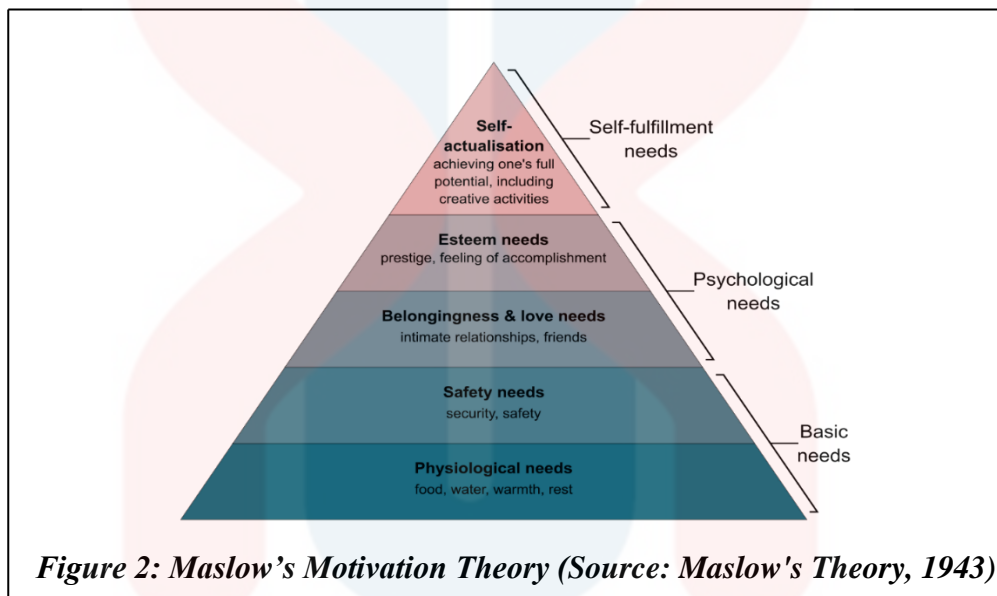 Self-
actualisation
achieving one's full
potential, including
creative activities
Self-fulfillment
needs
Esteem needs
prestige, feeling of accomplishment
Psychological
needs
Belongingness & love needs
intimate relationships, friends
Safety needs
security, safety
Basic
needs
Physiological needs
food, water, warmth, rest
Figure 2: Maslow’s Motivation Theory (Source: Maslow's Theory, 1943)